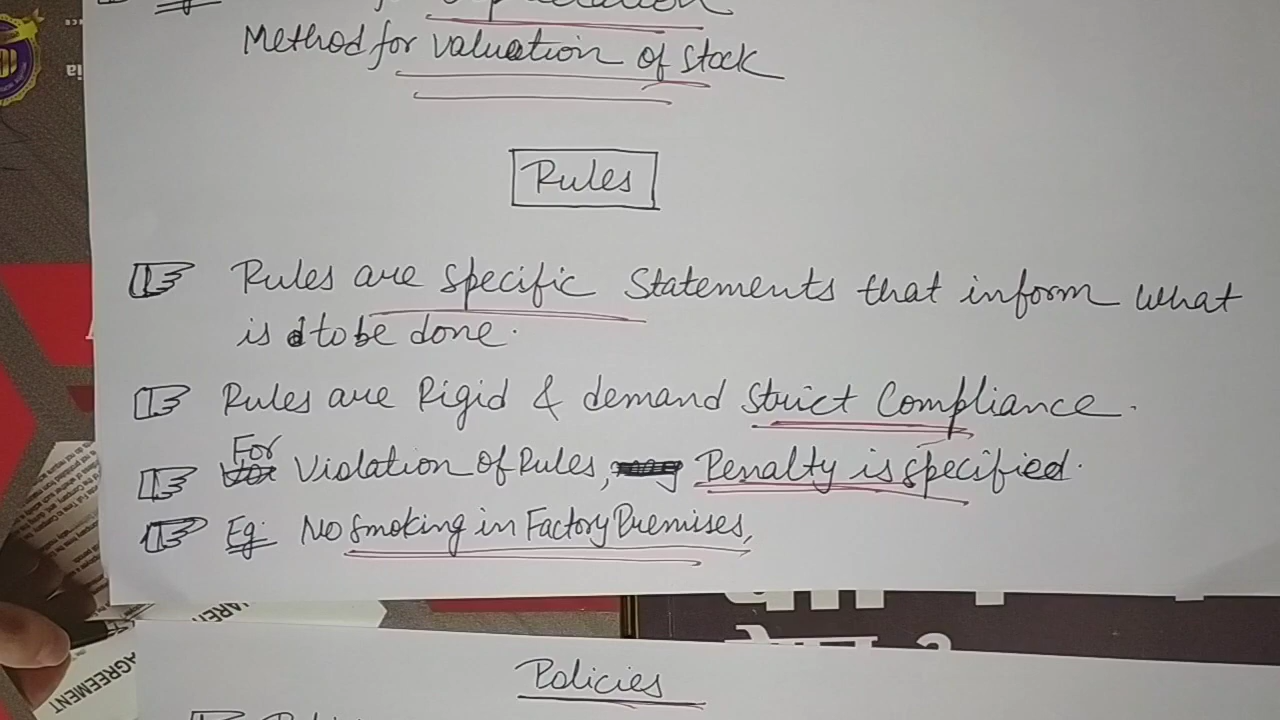 Method for valuation of stock
Rules
Rules are specific statements that inform what
is to be done.
Rules are Rigid & demand strict Compliance.
For Violation of Rules, Penalty is specified.
Eg: No smoking in Factory Premises,
AGREEMENT
Policies